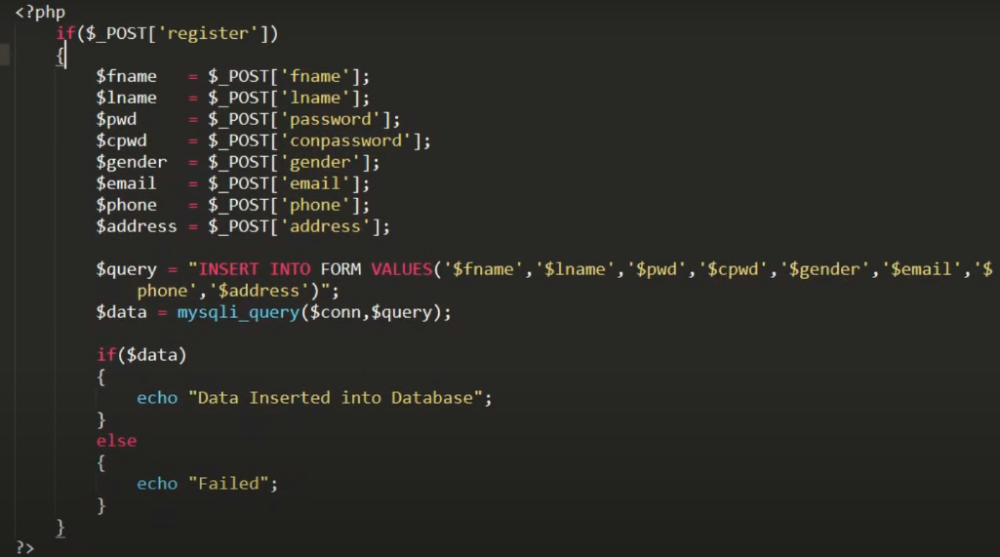 <?php
if($_POST['register'])
{
$fname = $_POST['fname'];
$lname = $_POST['lname'];
$pwd = $_POST['password'];
$cpwd = $_POST['conpassword'];
$gender = $_POST['gender'];
$email = $_POST['email'];
$phone = $_POST['phone'];
$address = $_POST['address'];
$query = "INSERT INTO FORM VALUES('$fname','$lname','$pwd','$cpwd','$gender','$email','$
phone','$address')";
$data = mysqli_query($conn,$query);
if($data)
{
echo "Data Inserted into Database";
}
else
{
echo "Failed";
}
}
?>